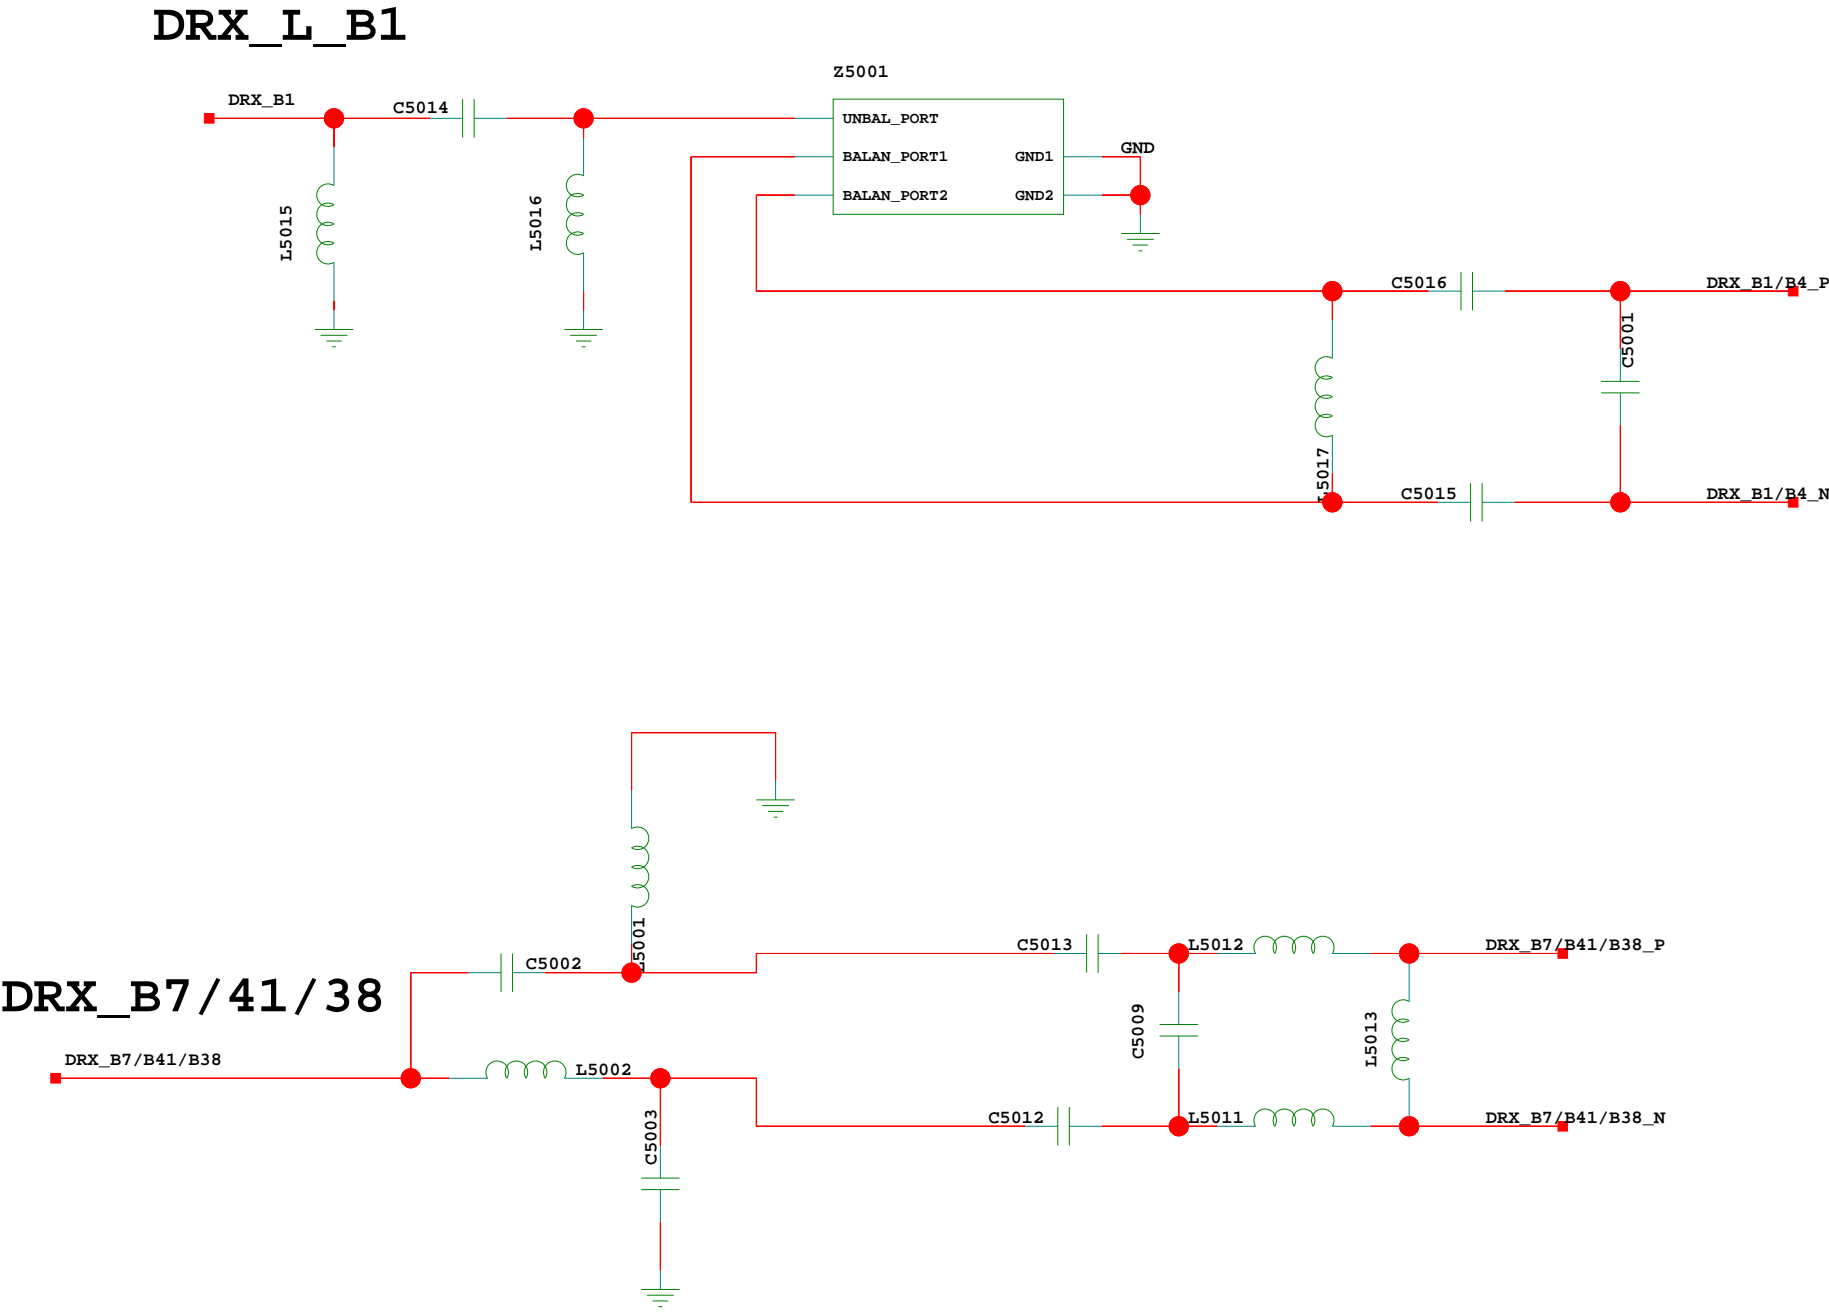 DRX_L_B1
Z5001
DRX_B1
C5014
UNBAL_PORT
BALAN_PORT1
GND1
GND
BALAN_PORT2
GND2
L5015
L5016
C5016
DRX_B1/B4_P
C5001
L5017
C5015
DRX_B1/B4_N
L5001
C5002
C5013
L5012
DRX_B7/B41/B38_P
DRX_B7/41/38
C5009
L5013
DRX_B7/B41/B38
L5002
C5003
C5012
L5011
DRX_B7/B41/B38_N